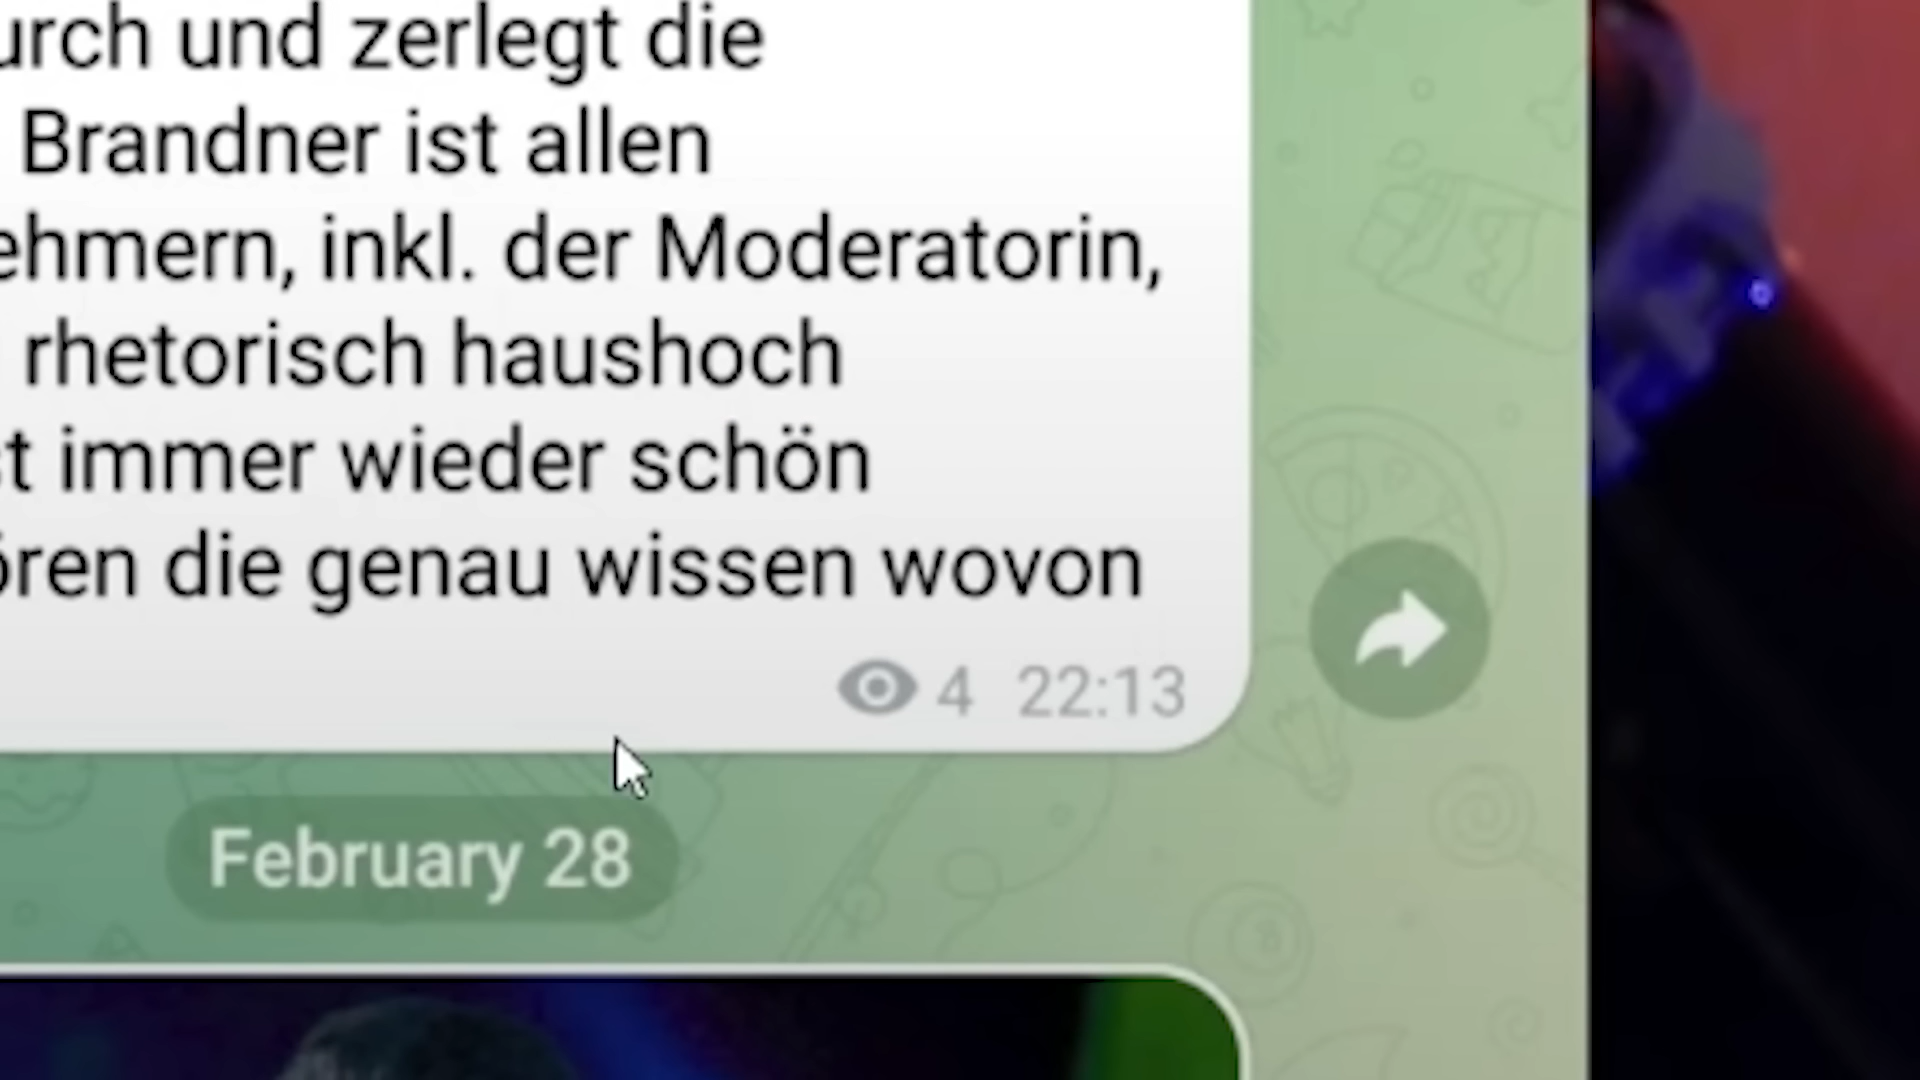 urch und zerlegt die
Brandner ist allen
ehmern, inkl. der Moderatorin,
rhetorisch haushoch
st immer wieder schön
ören die genau wissen wovon
4 22:13
February 28